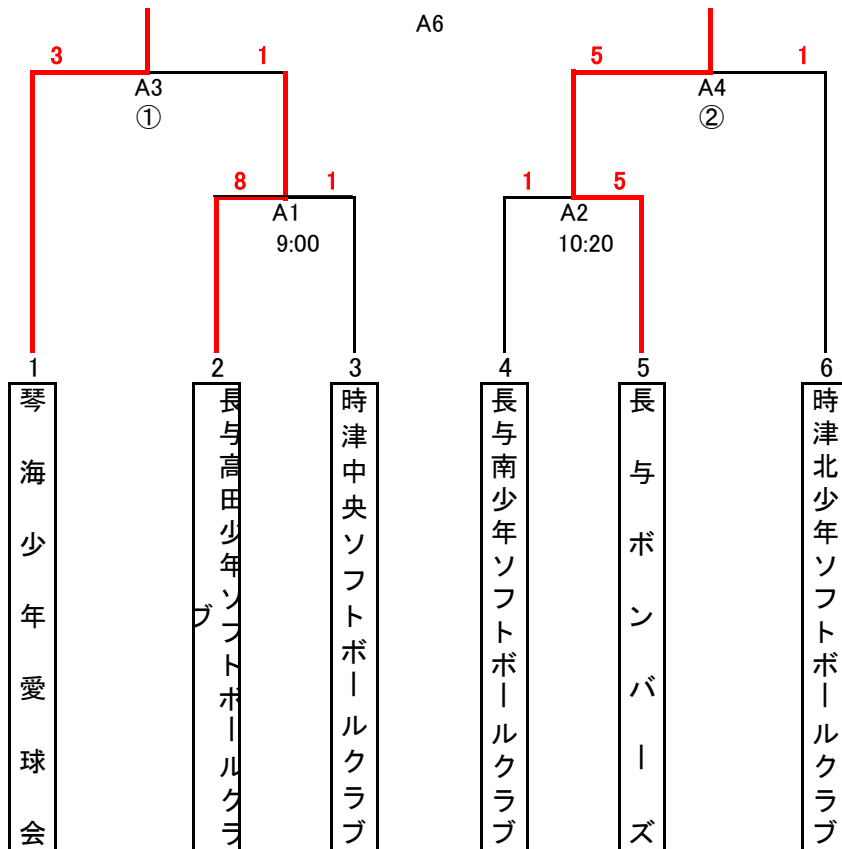 A6
3
1
5
1
A3
A4
①
②
8
1
1
5
A1
A2
9:00
10:20
1
2
3
4
5
6
琴海少年愛球会
長与高田少年ソフトボールクラブ
時津中央ソフトボールクラブ
長与南少年ソフトボールクラブ
長与ボンバーズ
時津北少年ソフトボールクラブ